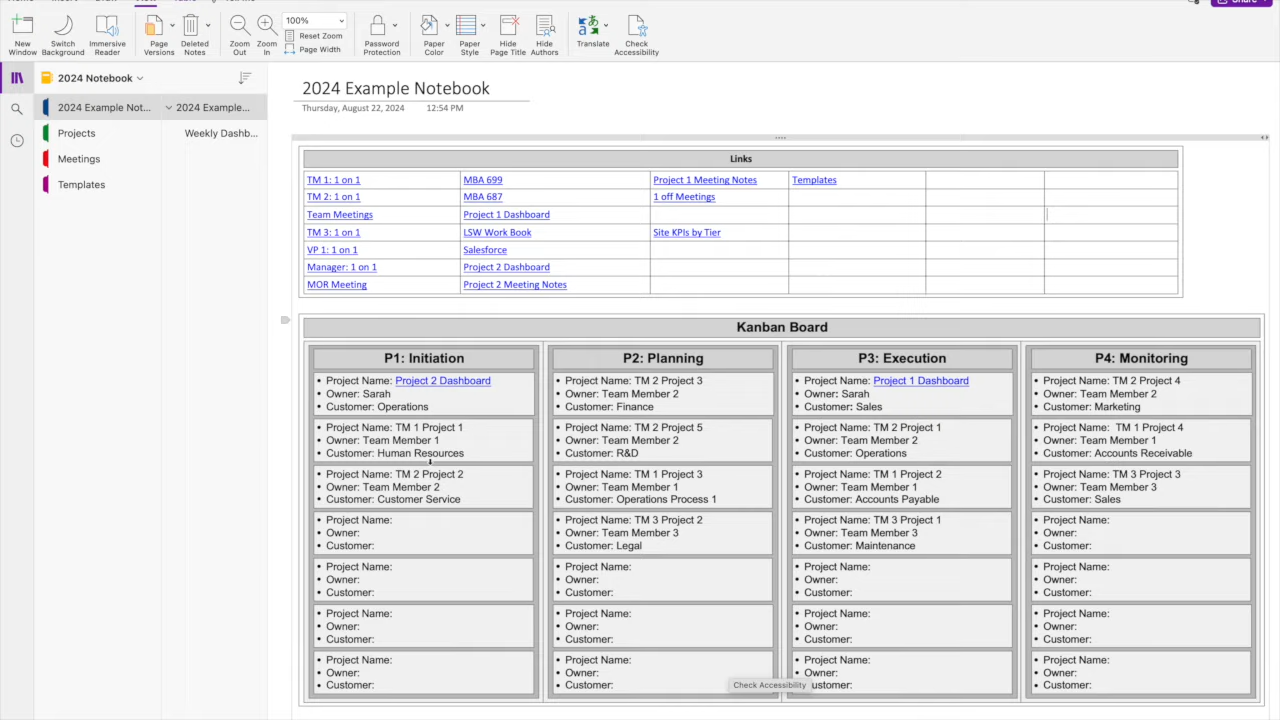 Share
New Window
Switch Background
Immersive Reader
Page Versions
Deleted Notes
Zoom Out
Zoom In
100%
Reset Zoom
Page Width
Password Protection
Paper Color
Paper Style
Hide Page Title
Hide Authors
Translate
Check Accessibility
2024 Notebook
2024 Example Not...
Projects
Meetings
Templates
2024 Example...
Weekly Dashb...
2024 Example Notebook
Thursday, August 22, 2024 12:54 PM
Links
TM 1: 1 on 1 MBA 699 Project 1 Meeting Notes Templates
TM 2: 1 on 1 MBA 687 1 off Meetings
Team Meetings Project 1 Dashboard
TM 3: 1 on 1 LSW Work Book Site KPIs by Tier
VP 1: 1 on 1 Salesforce
Manager: 1 on 1 Project 2 Dashboard
MOR Meeting Project 2 Meeting Notes
Kanban Board
P1: Initiation
• Project Name: Project 2 Dashboard
• Owner: Sarah
• Customer: Operations
• Project Name: TM 1 Project 1
• Owner: Team Member 1
• Customer: Human Resources
• Project Name: TM 2 Project 2
• Owner: Team Member 2
• Customer: Customer Service
• Project Name:
• Owner:
• Customer:
• Project Name:
• Owner:
• Customer:
• Project Name:
• Owner:
• Customer:
• Project Name:
• Owner:
• Customer:
P2: Planning
• Project Name: TM 2 Project 3
• Owner: Team Member 2
• Customer: Finance
• Project Name: TM 2 Project 5
• Owner: Team Member 2
• Customer: R&D
• Project Name: TM 1 Project 3
• Owner: Team Member 1
• Customer: Operations Process 1
• Project Name: TM 3 Project 2
• Owner: Team Member 3
• Customer: Legal
• Project Name:
• Owner:
• Customer:
• Project Name:
• Owner:
• Customer:
• Project Name:
• Owner:
• Customer:
P3: Execution
• Project Name: Project 1 Dashboard
• Owner: Sarah
• Customer: Sales
• Project Name: TM 2 Project 1
• Owner: Team Member 2
• Customer: Operations
• Project Name: TM 1 Project 2
• Owner: Team Member 1
• Customer: Accounts Payable
• Project Name: TM 3 Project 1
• Owner: Team Member 3
• Customer: Maintenance
• Project Name:
• Owner:
• Customer:
• Project Name:
• Owner:
• Customer:
• Project Name:
• Owner:
ustomer:
P4: Monitoring
• Project Name: TM 2 Project 4
• Owner: Team Member 2
• Customer: Marketing
• Project Name: TM 1 Project 4
• Owner: Team Member 1
• Customer: Accounts Receivable
• Project Name: TM 3 Project 3
• Owner: Team Member 3
• Customer: Sales
• Project Name:
• Owner:
• Customer:
• Project Name:
• Owner:
• Customer:
• Project Name:
• Owner:
• Customer:
• Project Name:
• Owner:
• Customer:
Check Accessibility